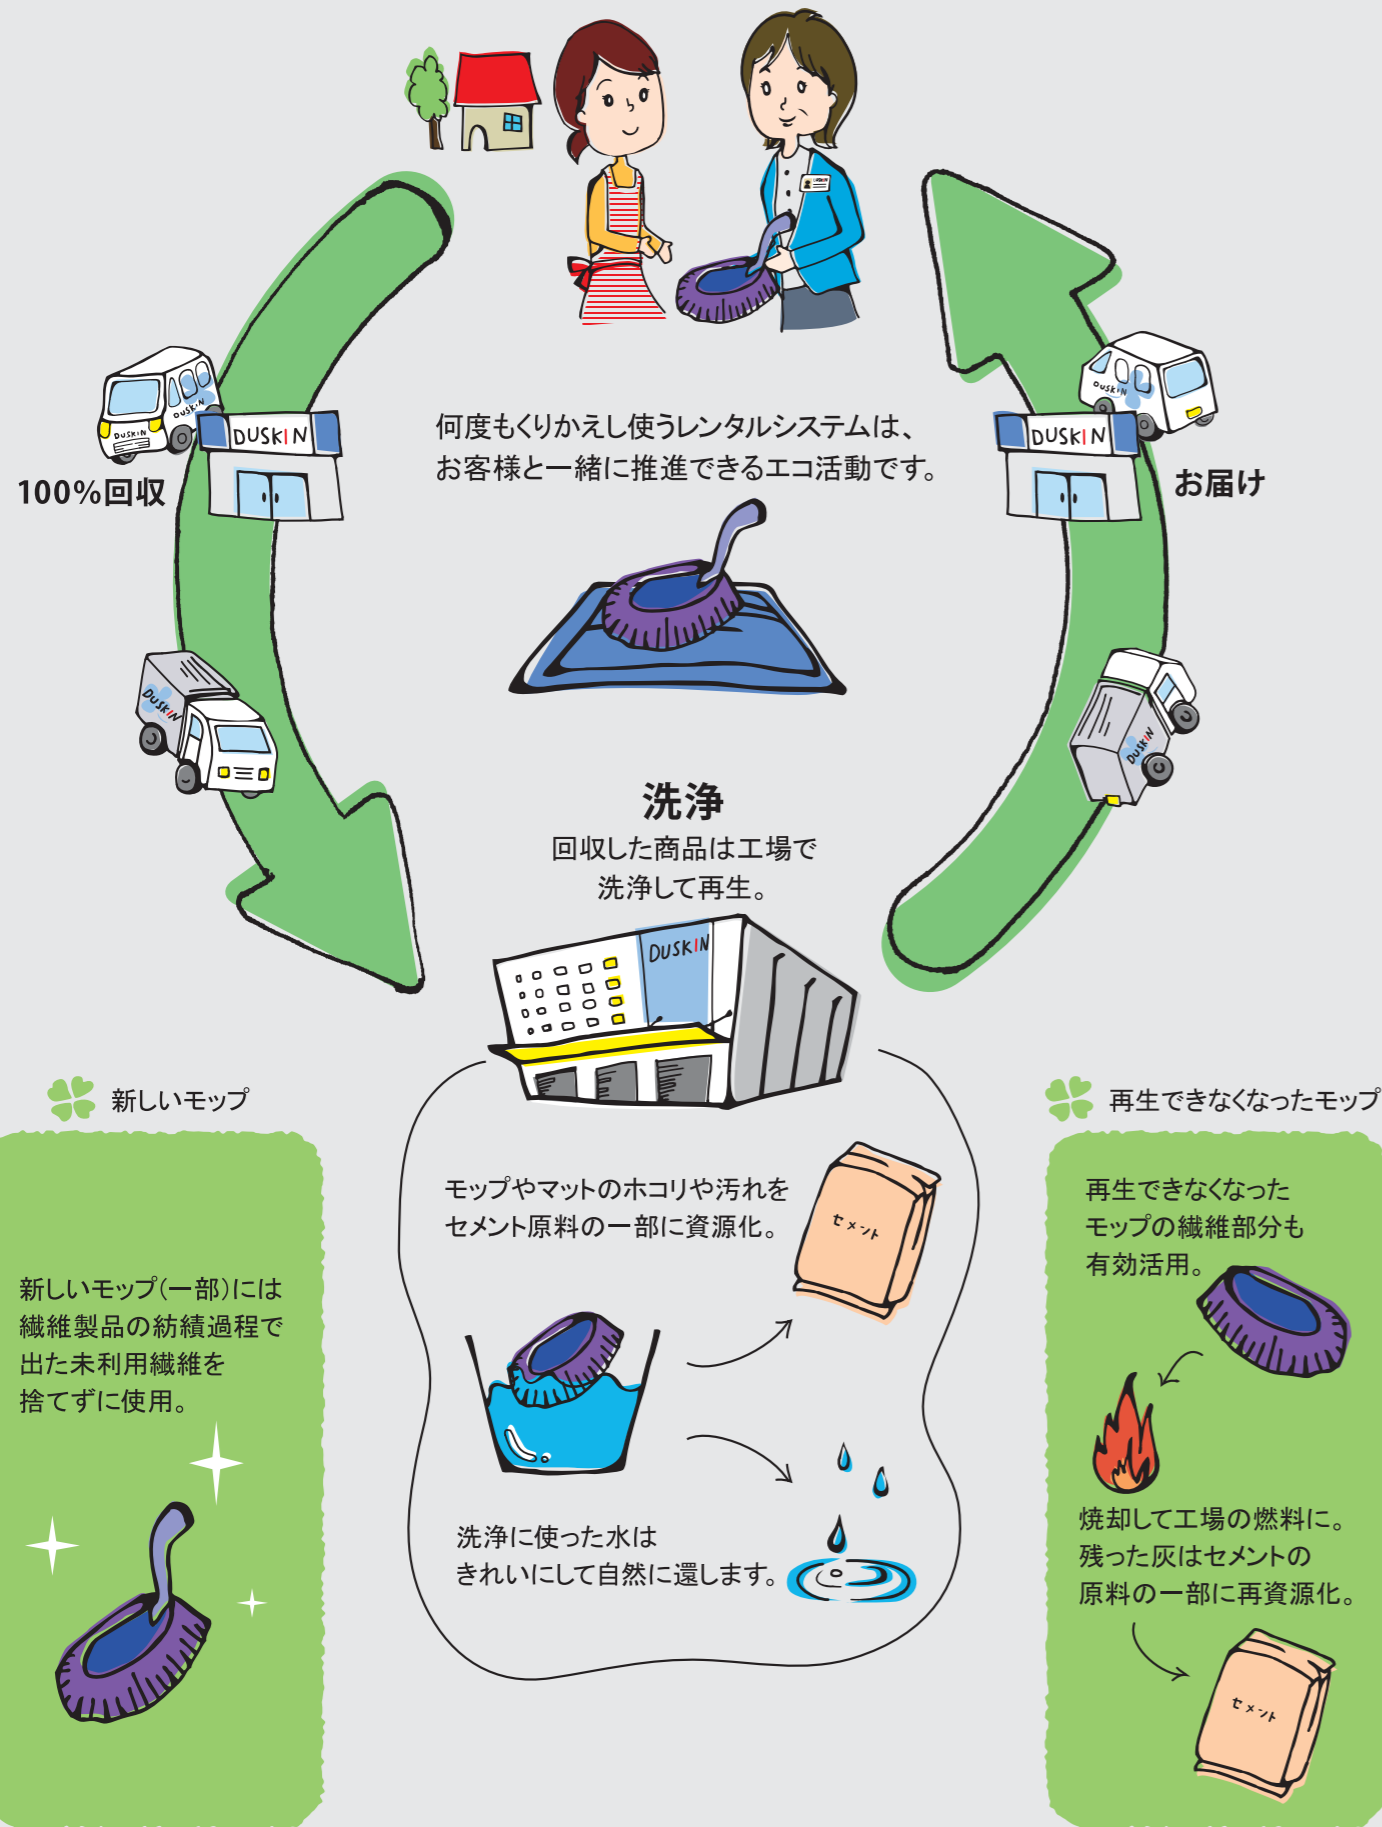 何度もくりかえし使うレンタルシステムは、
お客様と一緒に推進できるエコ活動です。
DUSKIN
DUSKIN
DUSKIN
100%回収
DUSKIN
DUSKIN
DUSKIN
お届け
DUSKIN
洗浄
回収した商品は工場で
洗浄して再生。
DUSKIN
新しいモップ
新しいモップ(一部)には
繊維製品の紡績過程で
出た未利用繊維を
捨てずに使用。
モップやマットのホコリや汚れを
セメント原料の一部に資源化。
セメント
洗浄に使った水は
きれいにして自然に還します。
再生できなくなったモップ
再生できなくなった
モップの繊維部分も
有効活用。
焼却して工場の燃料に。
残った灰はセメントの
原料の一部に再資源化。
セメント